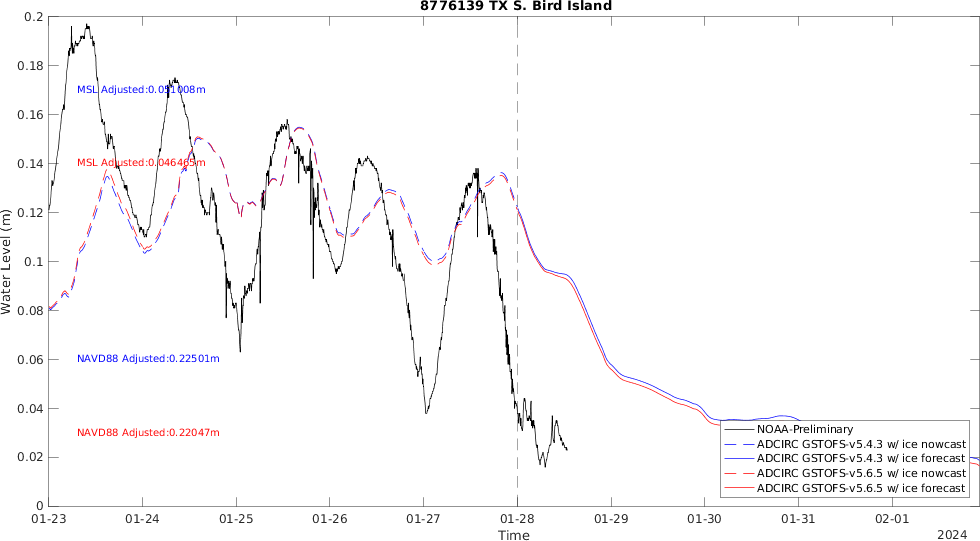 8776139 TX S. Bird Island
Water Level (m)
0.2
0.18
0.16
0.14
0.12
0.1
0.08
0.06
0.04
0.02
0
MSL Adjusted:0.051008m
MSL Adjusted:0.046465m
NAVD88 Adjusted:0.22501m
NAVD88 Adjusted:0.22047m
NOAA-Preliminary
ADCIRC GSTOFS-v5.4.3 w/ ice nowcast
ADCIRC GSTOFS-v5.4.3 w/ ice forecast
ADCIRC GSTOFS-v5.6.5 w/ ice nowcast
ADCIRC GSTOFS-v5.6.5 w/ ice forecast
01-23 01-24 01-25 01-26 01-27 01-28 01-29 01-30 01-31 02-01
Time
2024